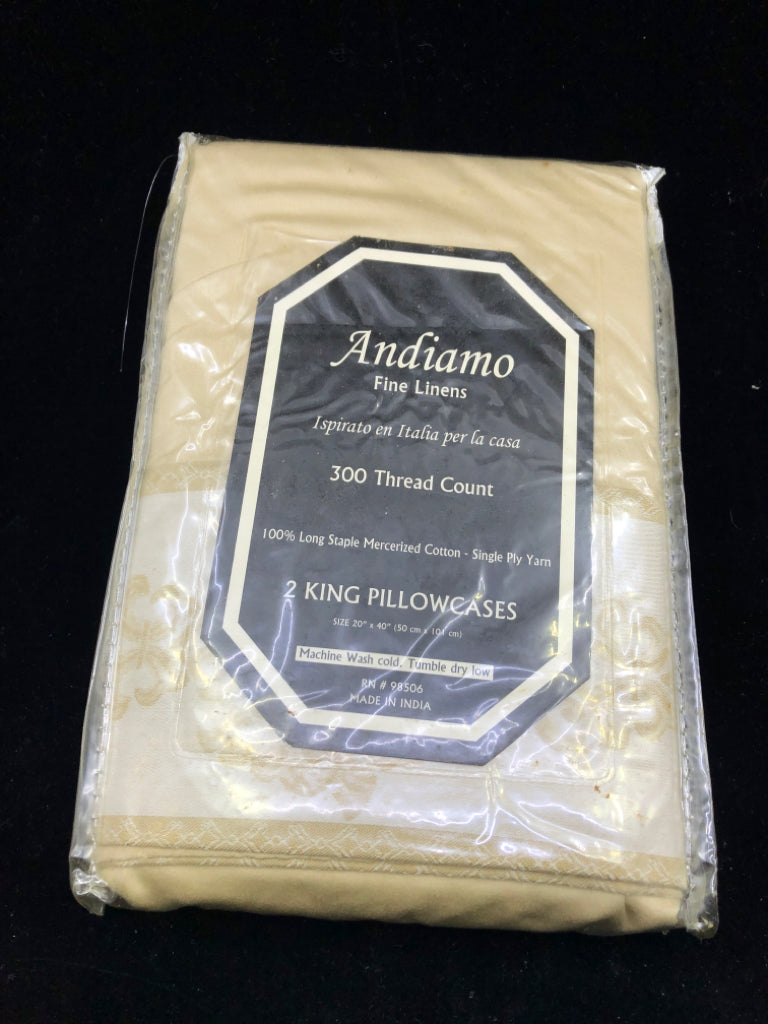 Andiamo
Fine Linens
Ispirato en Italia per la casa
300 Thread Count
100% Long Staple Mercerized Cotton - Single Ply Yarn
2 KING PILLOWCASES
SIZE 20" x 40" (50 cm x 101 cm)
Machine Wash cold. Tumble dry low
RN # 98506
MADE IN INDIA